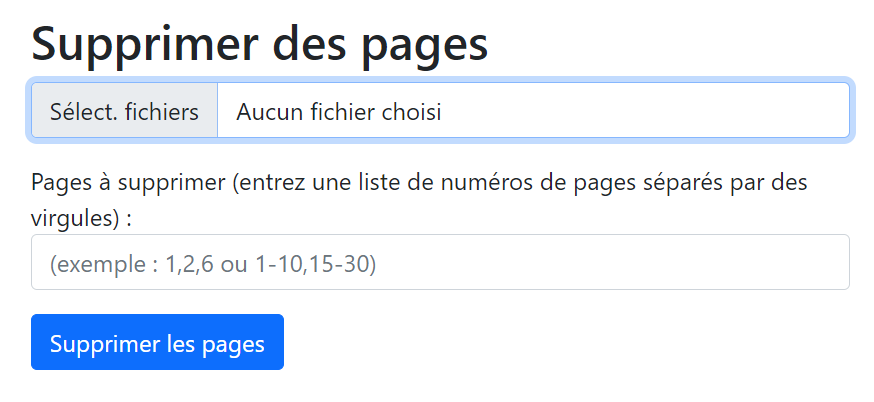 Supprimer des pages
Sélect. fichiers Aucun fichier choisi
Pages à supprimer (entrez une liste de numéros de pages séparés par des
virgules) :
(exemple : 1,2,6 ou 1-10,15-30)
Supprimer les pages